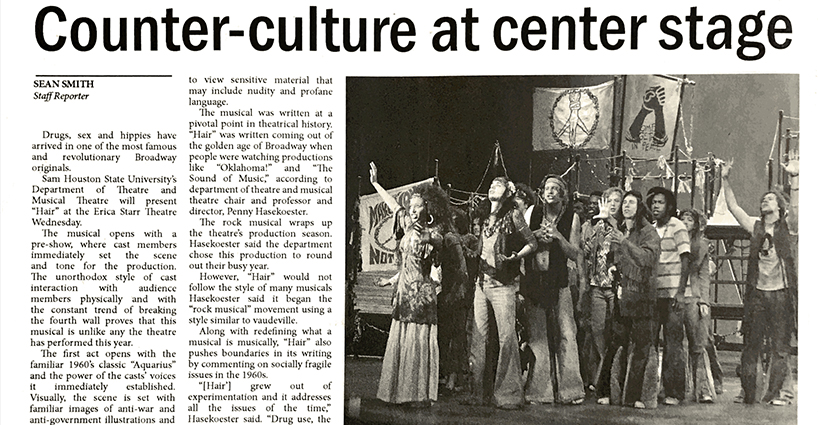 Counter-culture at center stage
SEAN SMITH
Staff Reporter
Drugs, sex and hippies have
arrived in one of the most famous
and revolutionary Broadway
originals.
Sam Houston State University's
Department of Theatre and
Musical Theatre will present
"Hair" at the Erica Starr Theatre
Wednesday.
The musical opens with a
pre-show, where cast members
immediately set the scene
and tone for the production.
The unorthodox style of cast
interaction with audience
members physically and with
the constant trend of breaking
the fourth wall proves that this
musical is unlike any the theatre
has performed this year.
The first act opens with the
familiar 1960's classic "Aquarius"
and the power of the casts' voices
it immediately established.
Visually, the scene is set with
familiar images of anti-war and
anti-government illustrations and
to view sensitive material that
may include nudity and profane
language.
The musical was written at a
pivotal point in theatrical history.
"Hair" was written coming out of
the golden age of Broadway when
people were watching productions
like "Oklahoma!" and "The
Sound of Music," according to
department of theatre and musical
theatre chair and professor and
director, Penny Hasekoester.
The rock musical wraps up
the theatre's production season.
Hasekoester said the department
chose this production to round
out their busy year.
However, "Hair" would not
follow the style of many musicals
Hasekoester said it began the
"rock musical" movement using a
style similar to vaudeville.
Along with redefining what a
musical is musically, "Hair" also
pushes boundaries in its writing
by commenting on socially fragile
issues in the 1960s.
"[Hair'] grew out of
experimentation and it addresses
all the issues of the time,"
Hasekoester said. "Drug use, the
NOT